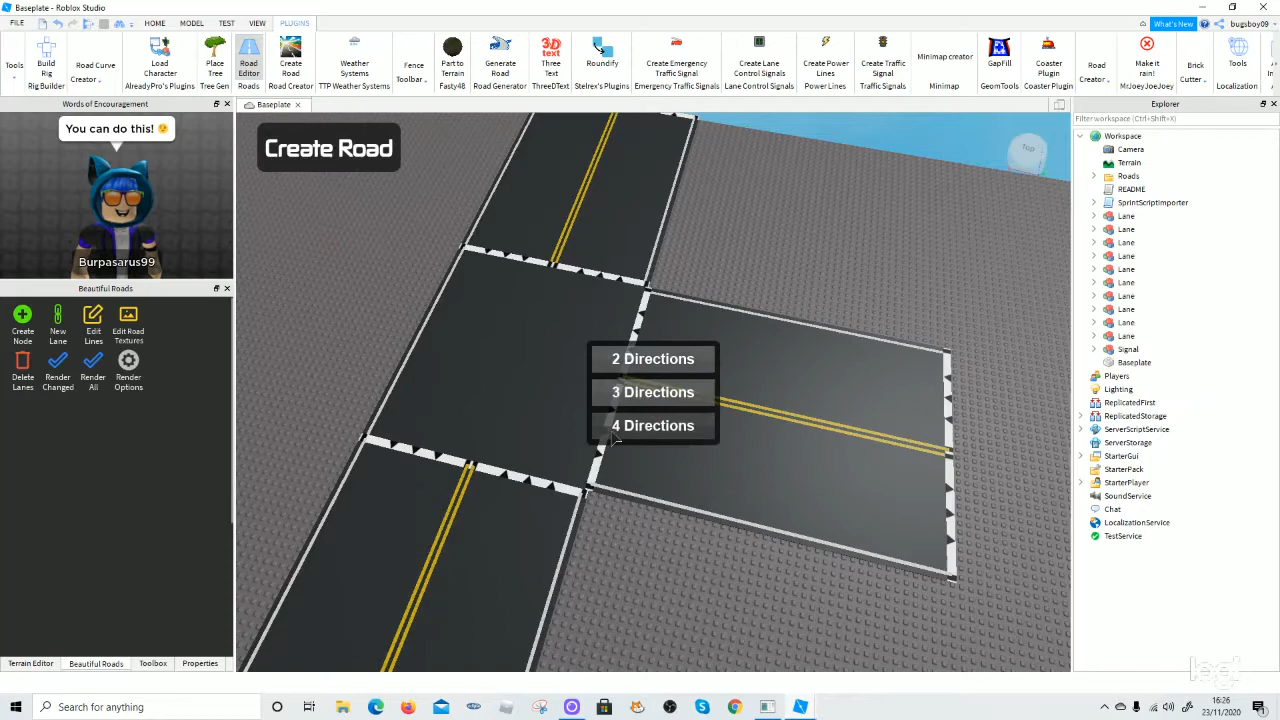 Baseplate - Roblox Studio
FILE
HOME
MODEL
TEST
VIEW
PLUGINS
What's New
bugsboy09
Tools
Build
Rig
Rig Builder
Road Curve
Creator
Load
Character
AlreadyPro's Plugins
Place
Tree
Tree Gen
Road
Editor
Roads
Create
Road
Road Creator
Weather
Systems
TTP Weather Systems
Fence
Toolbar
Part to
Terrain
Fasty48
Generate
Road
Road Generator
3D
text
Three
Text
ThreeDText
Roundify
Stelrex's Plugins
Create Emergency
Traffic Signal
Emergency Traffic Signals
Create Lane
Control Signals
Lane Control Signals
Create Power
Lines
Power Lines
Create Traffic
Signal
Traffic Signals
Minimap creator
Minimap
GapFill
GeomTools
Coaster
Plugin
Coaster Plugin
Road
Creator
Make it
rain!
MrJoeyJoeJoey
Brick
Cutter
Tools
Localization
Words of Encouragement
You can do this!
Burpasarus99
Beautiful Roads
Create
Node
New
Lane
Edit
Lines
Edit Road
Textures
Delete
Lanes
Render
Changed
Render
All
Render
Options
Terrain Editor
Beautiful Roads
Toolbox
Properties
Baseplate
Create Road
Top
2 Directions
3 Directions
4 Directions
Explorer
Filter workspace (Ctrl+Shift+X)
Workspace
Camera
Terrain
Roads
README
SprintScriptImporter
Lane
Lane
Lane
Lane
Lane
Lane
Lane
Lane
Lane
Lane
Signal
Baseplate
Players
Lighting
ReplicatedFirst
ReplicatedStorage
ServerScriptService
ServerStorage
StarterGui
StarterPack
StarterPlayer
SoundService
Chat
LocalizationService
TestService
Type here to search
16:26
23/11/2020